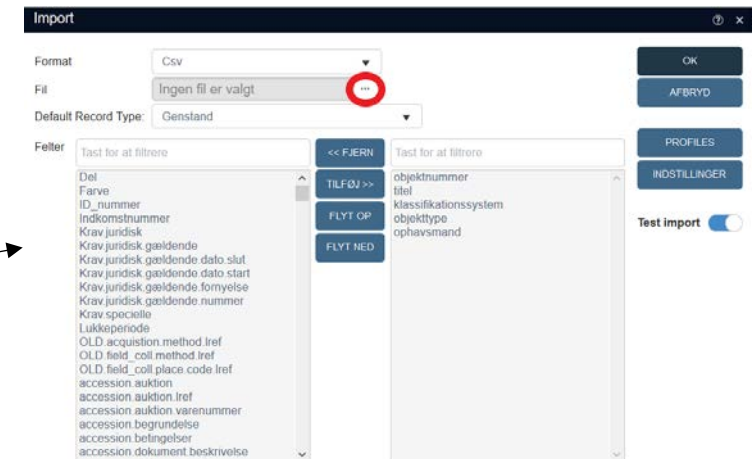 Import
Format
Csv
OK
Fil
Ingen fil er valgt
...
AFBRYD
Default Record Type:
Genstand
Felter
Tast for at filtrere
<< FJERN
Tast for at filtrere
PROFILES
TILFØJ >>
INDSTILLINGER
FLYT OP
FLYT NED
Test import
Del
Farve
ID_nummer
Indkomstnummer
Krav.juridisk
Krav.juridisk.gældende
Krav.juridisk.gældende.dato.slut
Krav.juridisk.gældende.dato.start
Krav.juridisk.gældende.fornyelse
Krav.juridisk.gældende.nummer
Krav.specielle
Lukkeperiode
OLD.acquistion.method.lref
OLD.field_coll.method.lref
OLD.field_coll.place.code.lref
accession.auktion
accession.auktion.lref
accession.auktion.varenummer
accession.begrundelse
accession.betingelser
accession.dokument.beskrivelse
objektnummer
titel
klassifikationssystem
objekttype
ophavsmand